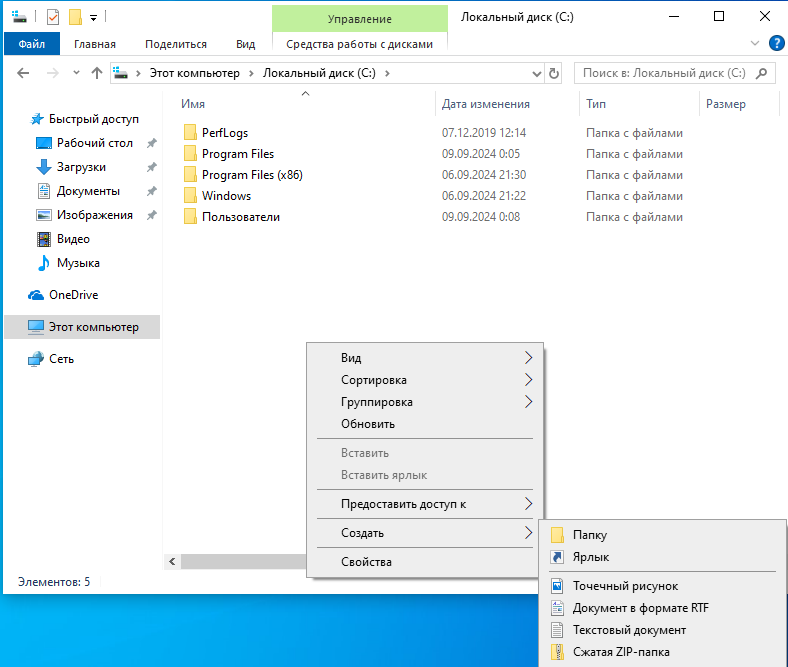 Управление
Локальный диск (C:)
Файл
Главная
Поделиться
Вид
Средства работы с дисками
Этот компьютер
Локальный диск (C:)
Поиск в: Локальный диск (C:)
Имя
Дата изменения
Тип
Размер
Быстрый доступ
Рабочий стол
Загрузки
Документы
Изображения
Видео
Музыка
OneDrive
Этот компьютер
Сеть
PerfLogs 07.12.2019 12:14 Папка с файлами
Program Files 09.09.2024 0:05 Папка с файлами
Program Files (x86) 06.09.2024 21:30 Папка с файлами
Windows 06.09.2024 21:22 Папка с файлами
Пользователи 09.09.2024 0:08 Папка с файлами
Вид
Сортировка
Группировка
Обновить
Вставить
Вставить ярлык
Предоставить доступ к
Создать
Свойства
Папку
Ярлык
Точечный рисунок
Документ в формате RTF
Текстовый документ
Сжатая ZIP-папка
Элементов: 5